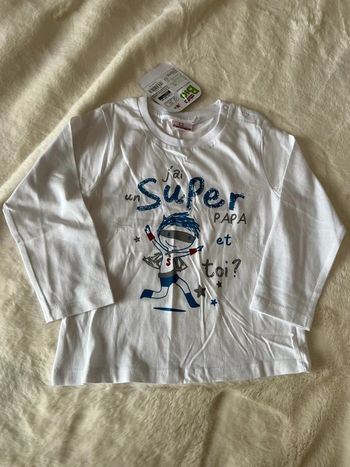 j'ai
un Super
PAPA
et
toi?
S